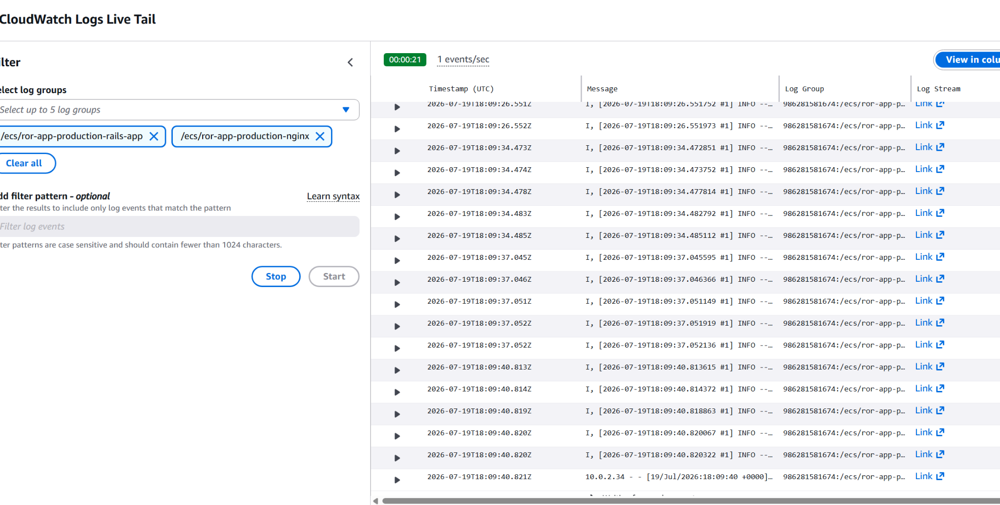 CloudWatch Logs Live Tail
ilter
elect log groups
Select up to 5 log groups
/ecs/ror-app-production-rails-app
/ecs/ror-app-production-nginx
Clear all
dd filter pattern - optional
Learn syntax
ter the results to include only log events that match the pattern
Filter log events
ter patterns are case sensitive and should contain fewer than 1024 characters.
Stop
Start
00:00:21
1 events/sec
View in colu
Timestamp (UTC) Message Log Group Log Stream
2026-07-19T18:09:26.551Z I, [2026-07-19T18:09:26.551752 #1] INFO --… 986281581674:/ecs/ror-app-p… Link
2026-07-19T18:09:26.552Z I, [2026-07-19T18:09:26.551973 #1] INFO --… 986281581674:/ecs/ror-app-p… Link
2026-07-19T18:09:34.473Z I, [2026-07-19T18:09:34.472851 #1] INFO --… 986281581674:/ecs/ror-app-p… Link
2026-07-19T18:09:34.474Z I, [2026-07-19T18:09:34.473752 #1] INFO --… 986281581674:/ecs/ror-app-p… Link
2026-07-19T18:09:34.478Z I, [2026-07-19T18:09:34.477814 #1] INFO --… 986281581674:/ecs/ror-app-p… Link
2026-07-19T18:09:34.483Z I, [2026-07-19T18:09:34.482792 #1] INFO --… 986281581674:/ecs/ror-app-p… Link
2026-07-19T18:09:34.485Z I, [2026-07-19T18:09:34.485112 #1] INFO --… 986281581674:/ecs/ror-app-p… Link
2026-07-19T18:09:37.045Z I, [2026-07-19T18:09:37.045595 #1] INFO --… 986281581674:/ecs/ror-app-p… Link
2026-07-19T18:09:37.046Z I, [2026-07-19T18:09:37.046366 #1] INFO --… 986281581674:/ecs/ror-app-p… Link
2026-07-19T18:09:37.051Z I, [2026-07-19T18:09:37.051149 #1] INFO --… 986281581674:/ecs/ror-app-p… Link
2026-07-19T18:09:37.052Z I, [2026-07-19T18:09:37.051919 #1] INFO --… 986281581674:/ecs/ror-app-p… Link
2026-07-19T18:09:37.052Z I, [2026-07-19T18:09:37.052136 #1] INFO --… 986281581674:/ecs/ror-app-p… Link
2026-07-19T18:09:40.813Z I, [2026-07-19T18:09:40.813615 #1] INFO --… 986281581674:/ecs/ror-app-p… Link
2026-07-19T18:09:40.814Z I, [2026-07-19T18:09:40.814372 #1] INFO --… 986281581674:/ecs/ror-app-p… Link
2026-07-19T18:09:40.819Z I, [2026-07-19T18:09:40.818863 #1] INFO --… 986281581674:/ecs/ror-app-p… Link
2026-07-19T18:09:40.820Z I, [2026-07-19T18:09:40.820067 #1] INFO --… 986281581674:/ecs/ror-app-p… Link
2026-07-19T18:09:40.820Z I, [2026-07-19T18:09:40.820322 #1] INFO --… 986281581674:/ecs/ror-app-p… Link
2026-07-19T18:09:40.821Z 10.0.2.34 - - [19/Jul/2026:18:09:40 +0000]… 986281581674:/ecs/ror-app-p… Link